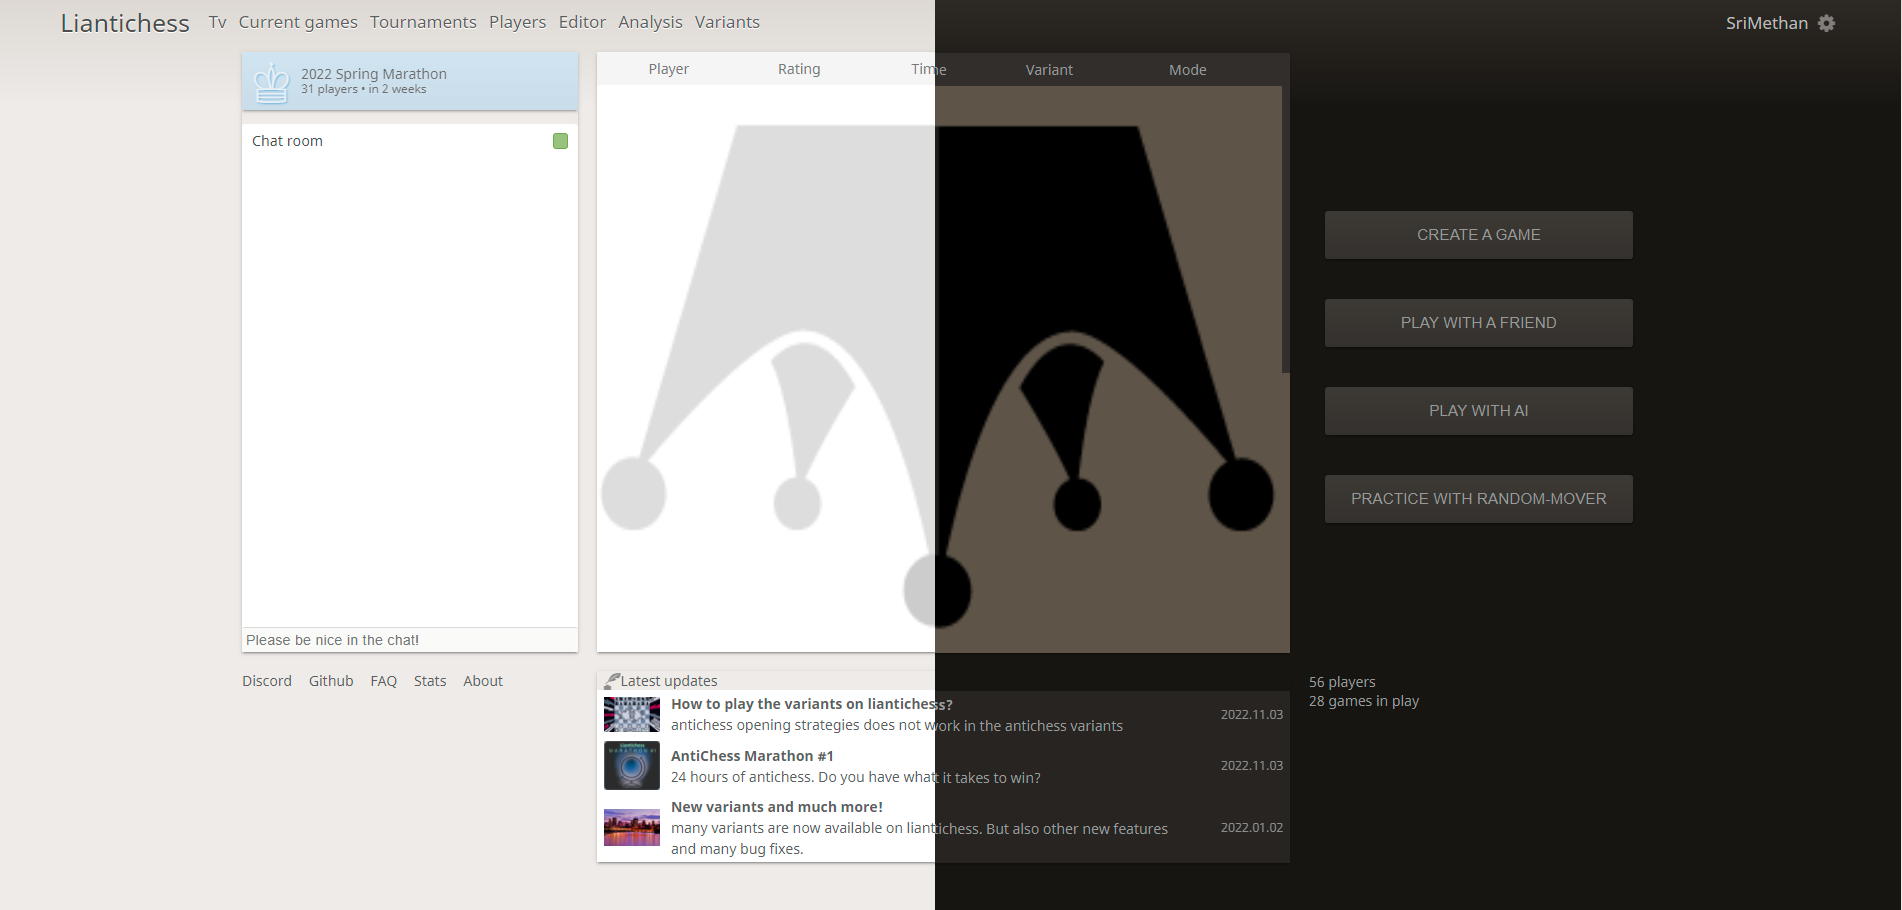 Liantichess Tv Current games Tournaments Players Editor Analysis Variants SriMethan
2022 Spring Marathon
31 players • in 2 weeks
Chat room
Please be nice in the chat!
Discord Github FAQ Stats About
Player Rating Time Variant Mode
CREATE A GAME
PLAY WITH A FRIEND
PLAY WITH AI
PRACTICE WITH RANDOM-MOVER
Latest updates
How to play the variants on liantichess?
antichess opening strategies does not work in the antichess variants
2022.11.03
AntiChess Marathon #1
24 hours of antichess. Do you have what it takes to win?
2022.11.03
New variants and much more!
many variants are now available on liantichess. But also other new features
and many bug fixes.
2022.01.02
56 players
28 games in play